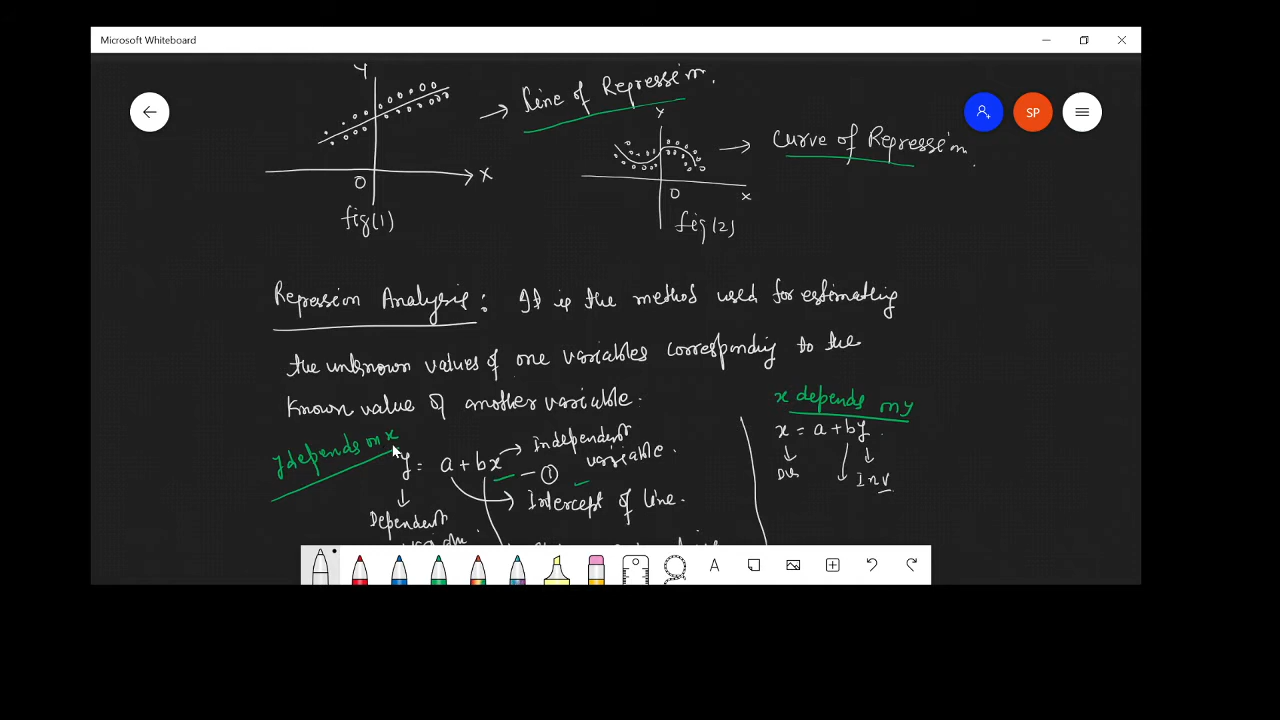 Microsoft Whiteboard
SP
Y
Line of Regression.
X
O
fig(1)
Y
Curve of Regression
O
X
fig(2)
Regression Analysis: It is the method used for estimating
the unknown values of one variables corresponding to the
Known value of another variable.
y depends on x
y = a + bx - ①
Independent
variable.
Intercept of line.
Dependent
x depends on y
x = a + by
InV
A